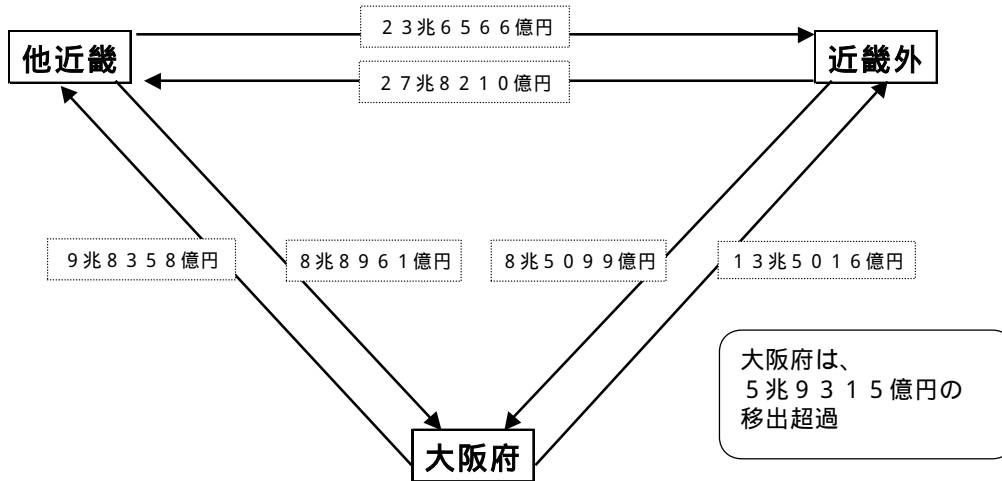 23兆6566億円
他近畿
近畿外
27兆8210億円
9兆8358億円
8兆8961億円
8兆5099億円
13兆5016億円
大阪府は、
5兆9315億円の
移出超過
大阪府